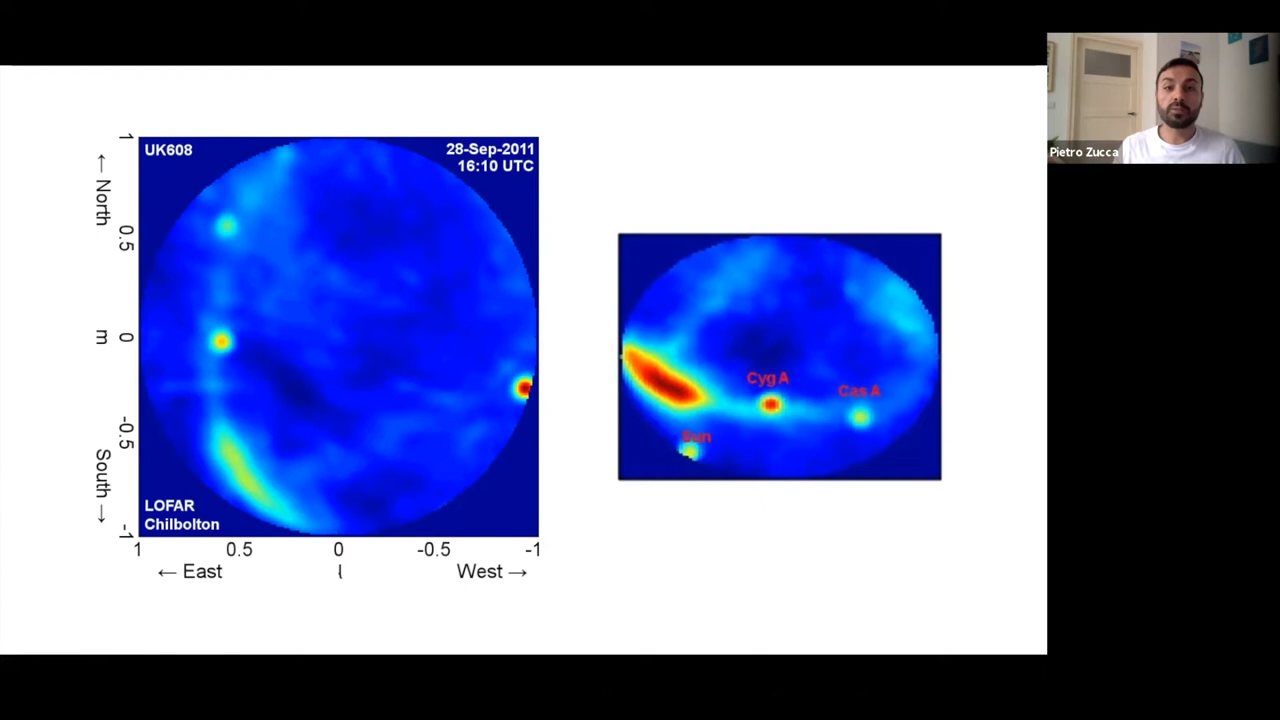 UK608
28-Sep-2011
16:10 UTC
LOFAR
Chilbolton
← North
m
South →
1
0.5
0
-0.5
-1
1
0.5
0
-0.5
-1
← East
l
West →
Cyg A
Cas A
Sun
Pietro Zucca